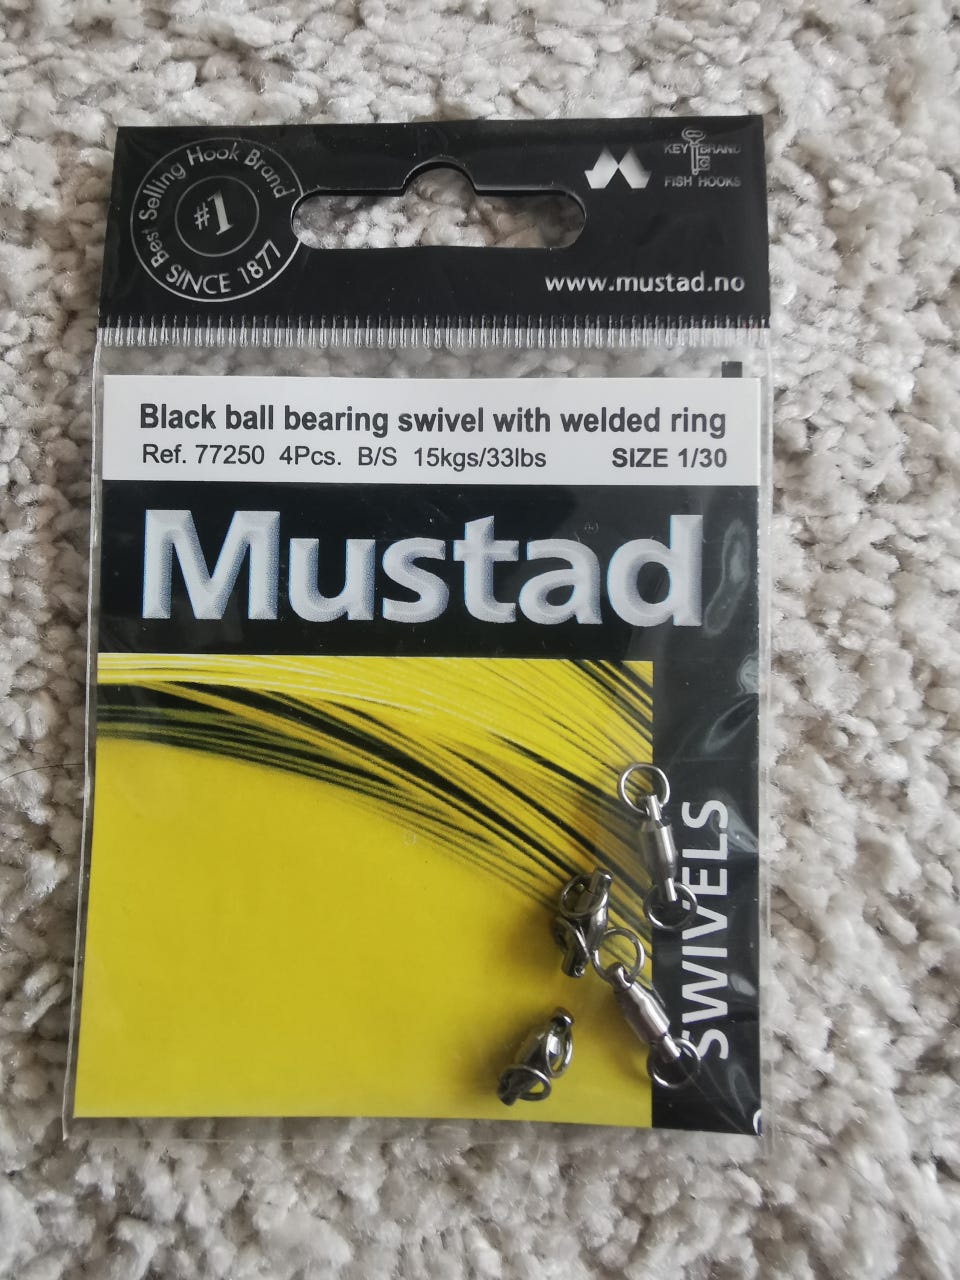 Best Selling Hook Brand
#1
SINCE 1877
KEY BRAND
FISH HOOKS
www.mustad.no
Black ball bearing swivel with welded ring
Ref. 77250 4Pcs. B/S 15kgs/33lbs SIZE 1/30
Mustad
SWIVELS